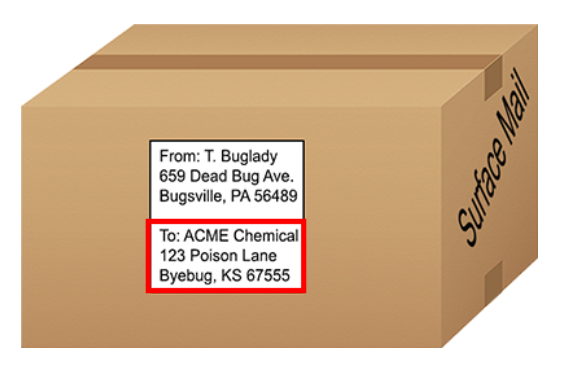 From: T. Buglady
659 Dead Bug Ave.
Bugsville, PA 56489
To: ACME Chemical
123 Poison Lane
Byebug, KS 67555
Surface Mail